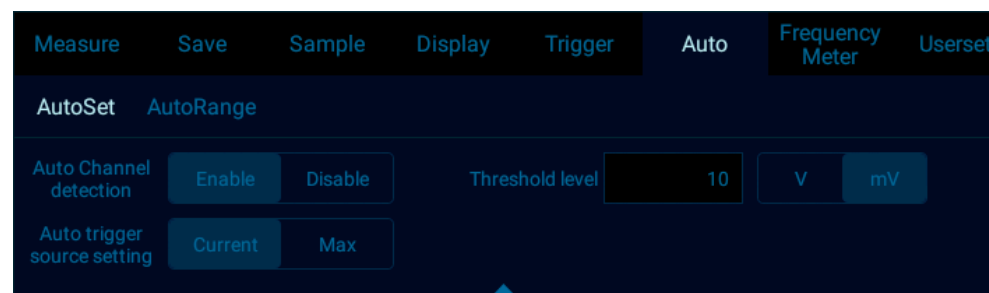 Measure Save Sample Display Trigger Auto Frequency Meter Userset
AutoSet AutoRange
Auto Channel detection Enable Disable Threshold level 10 V mV
Auto trigger source setting Current Max